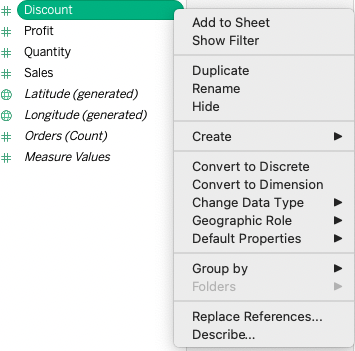 Discount
Profit
Quantity
Sales
Latitude (generated)
Longitude (generated)
Orders (Count)
Measure Values
Add to Sheet
Show Filter
Duplicate
Rename
Hide
Create
Convert to Discrete
Convert to Dimension
Change Data Type
Geographic Role
Default Properties
Group by
Folders
Replace References...
Describe...